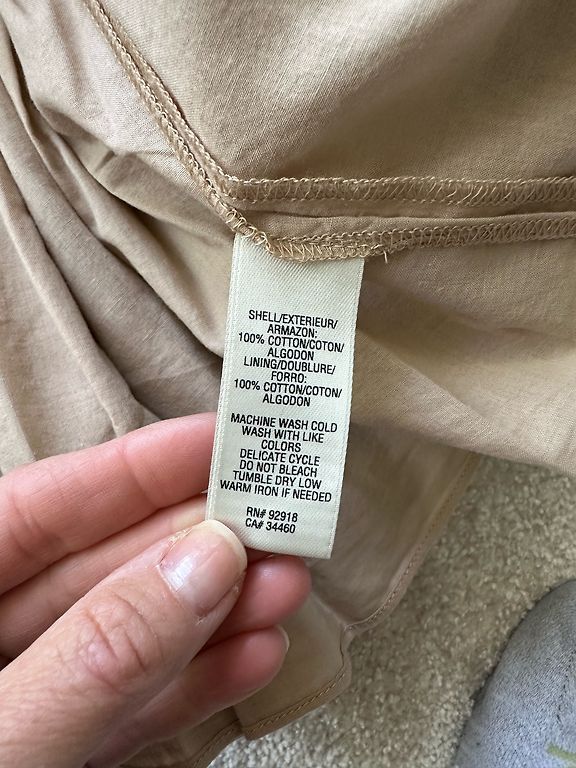 SHELL/EXTERIEUR/
ARMAZON:
100% COTTON/COTON/
ALGODON
LINING/DOUBLURE/
FORRO:
100% COTTON/COTON/
ALGODON
MACHINE WASH COLD
WASH WITH LIKE
COLORS
DELICATE CYCLE
DO NOT BLEACH
TUMBLE DRY LOW
WARM IRON IF NEEDED
RN# 92918
CA# 34460